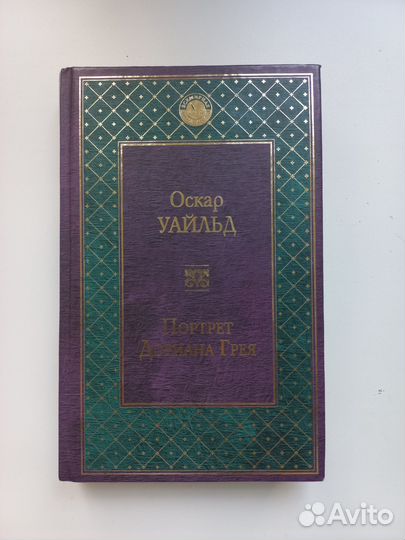 Оскар
УАЙЛЬД
Портрет
Дориана Грея
Avito